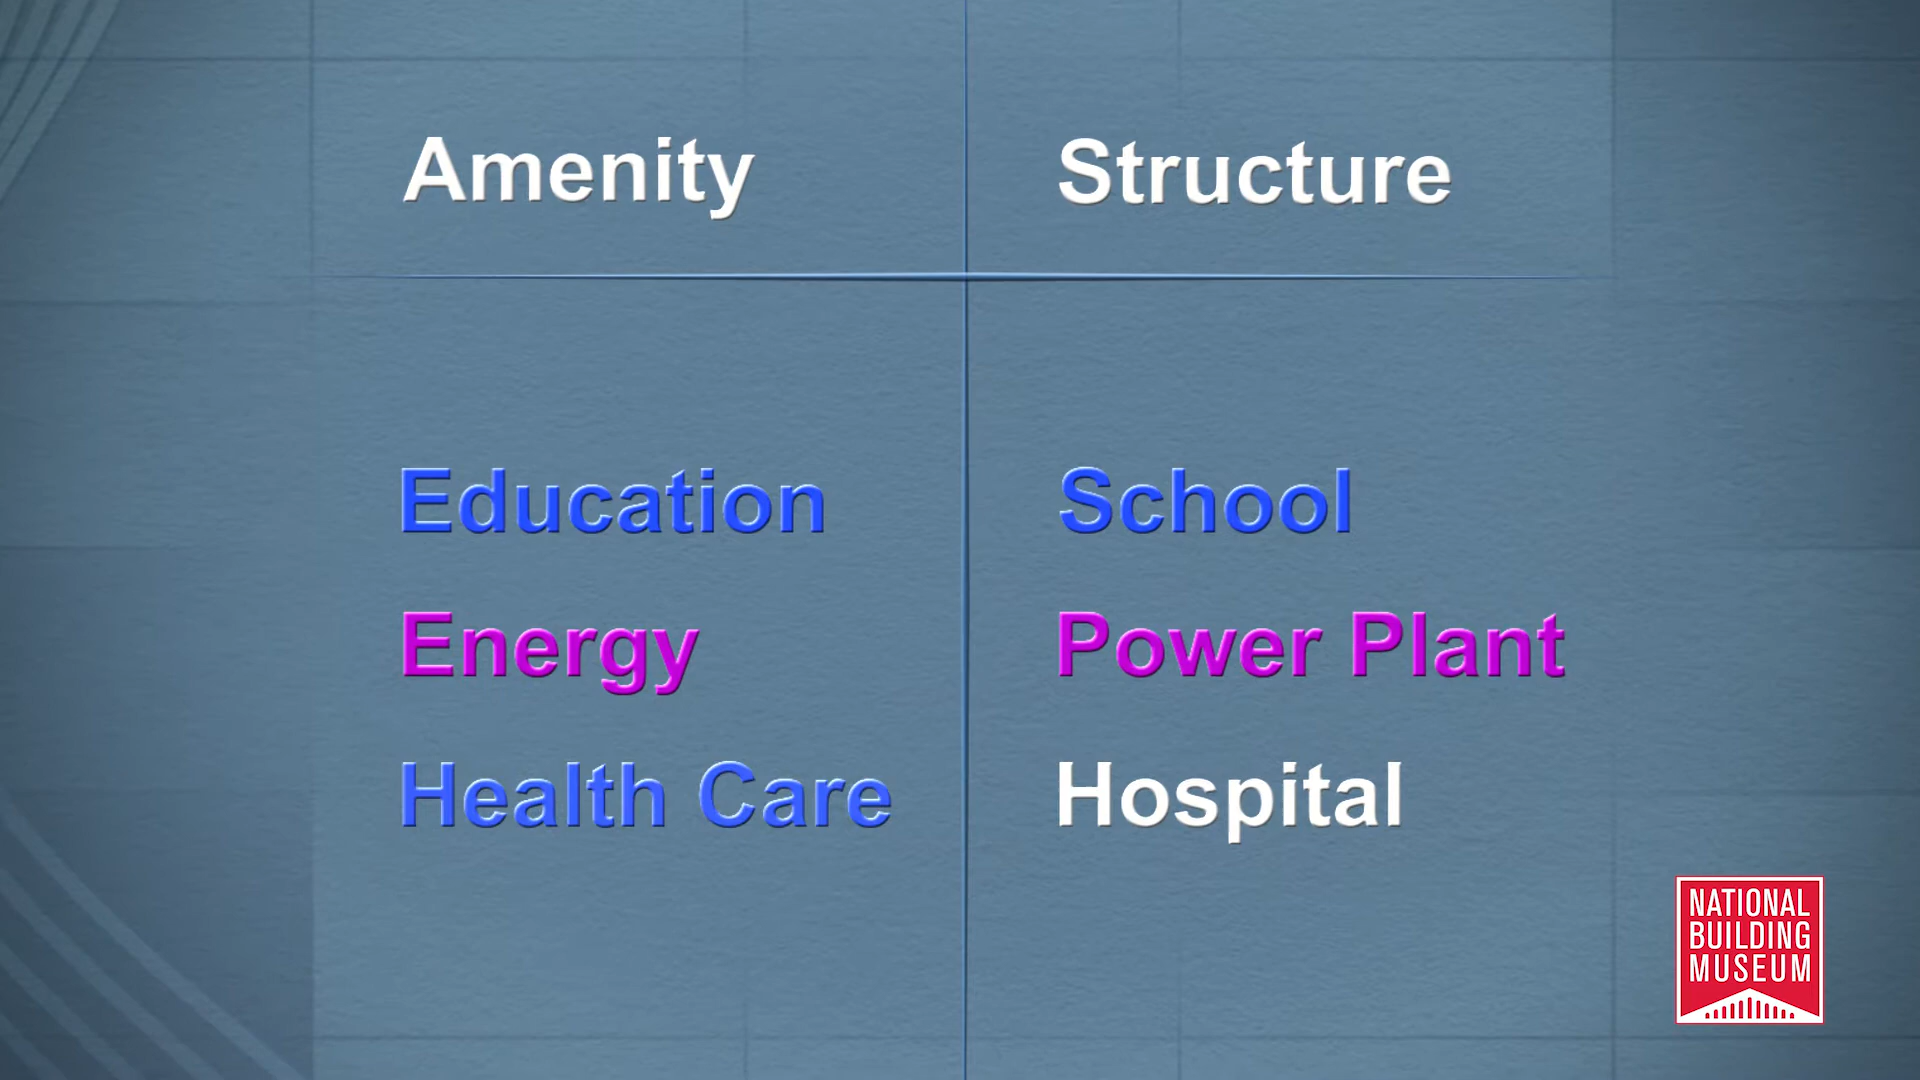 Amenity Structure
Education School
Energy Power Plant
Health Care Hospital
NATIONAL
BUILDING
MUSEUM